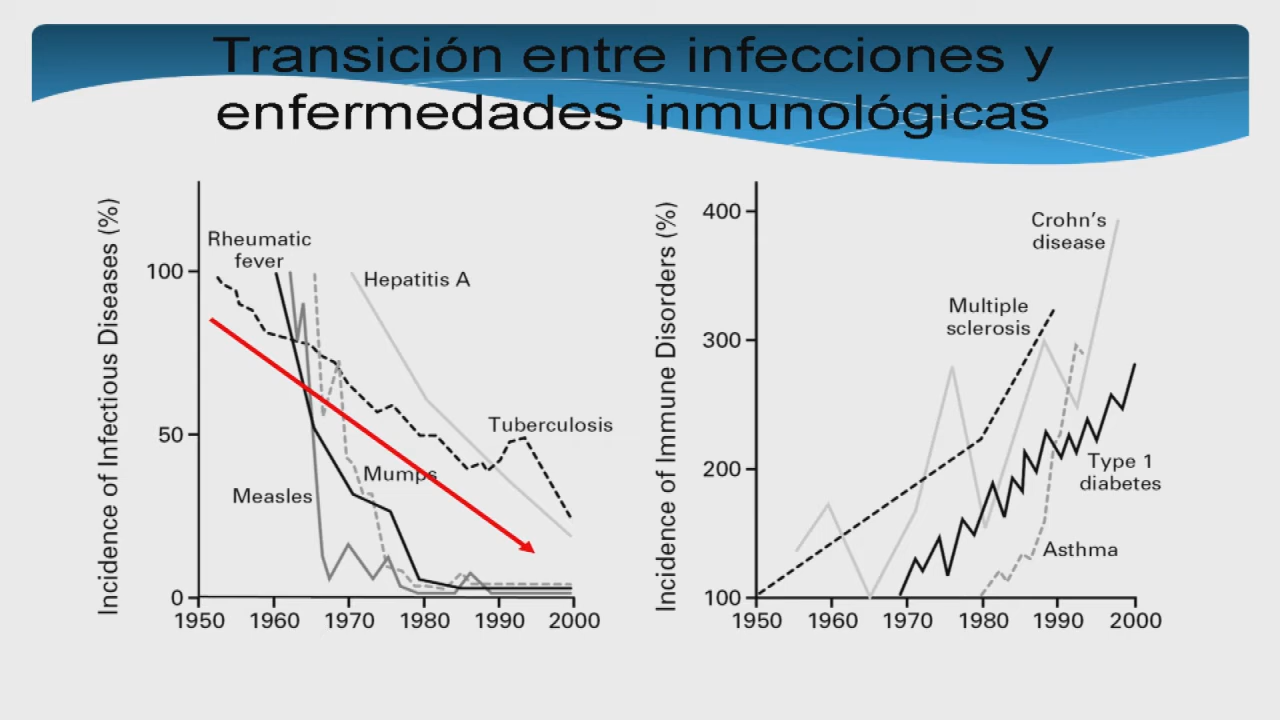 Transición entre infecciones y
enfermedades inmunológicas
Incidence of Infectious Diseases (%)
100
50
0
1950 1960 1970 1980 1990 2000
Rheumatic
fever
Hepatitis A
Tuberculosis
Mumps
Measles
Incidence of Immune Disorders (%)
400
300
200
100
1950 1960 1970 1980 1990 2000
Crohn's
disease
Multiple
sclerosis
Type 1
diabetes
Asthma